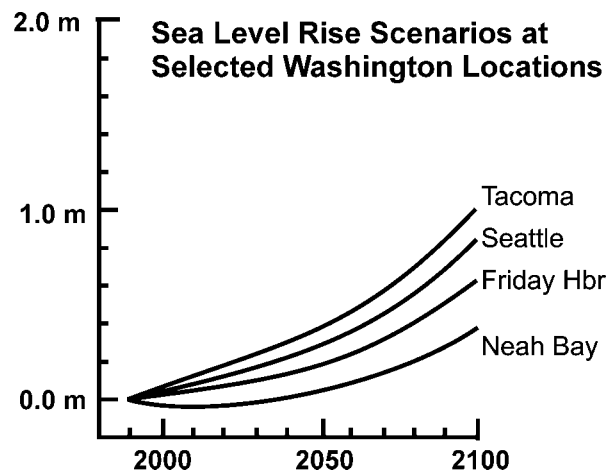 2.0 m
Sea Level Rise Scenarios at
Selected Washington Locations
1.0 m
Tacoma
Seattle
Friday Hbr
Neah Bay
0.0 m
2000 2050 2100